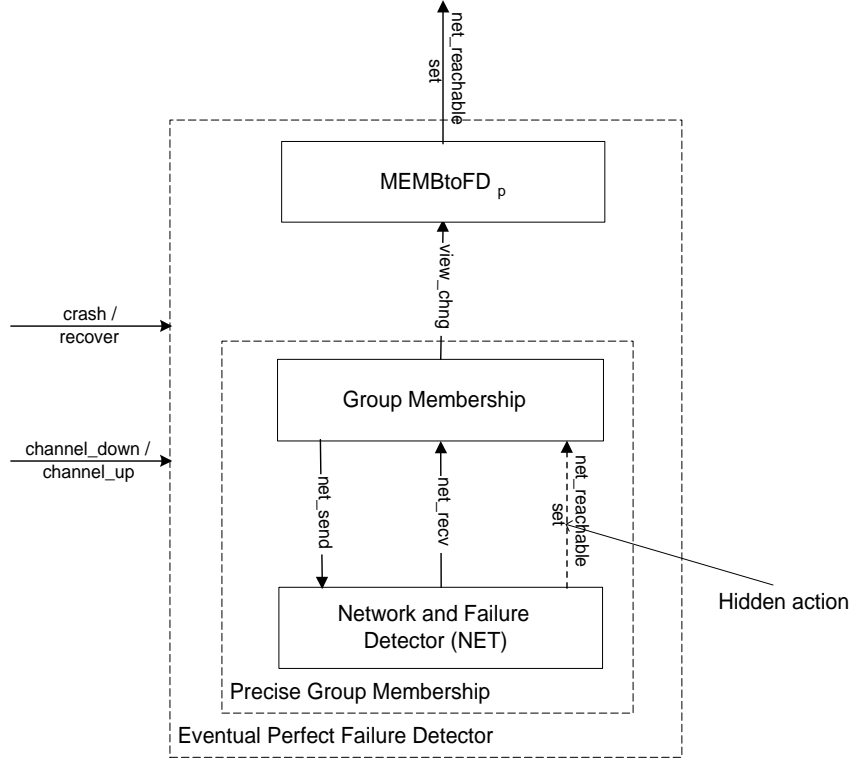 net_reachable
set
MEMBtoFD p
view_chng
crash /
recover
Group Membership
channel_down /
channel_up
net_send
net_recv
net_reachable
set
Hidden action
Network and Failure
Detector (NET)
Precise Group Membership
Eventual Perfect Failure Detector